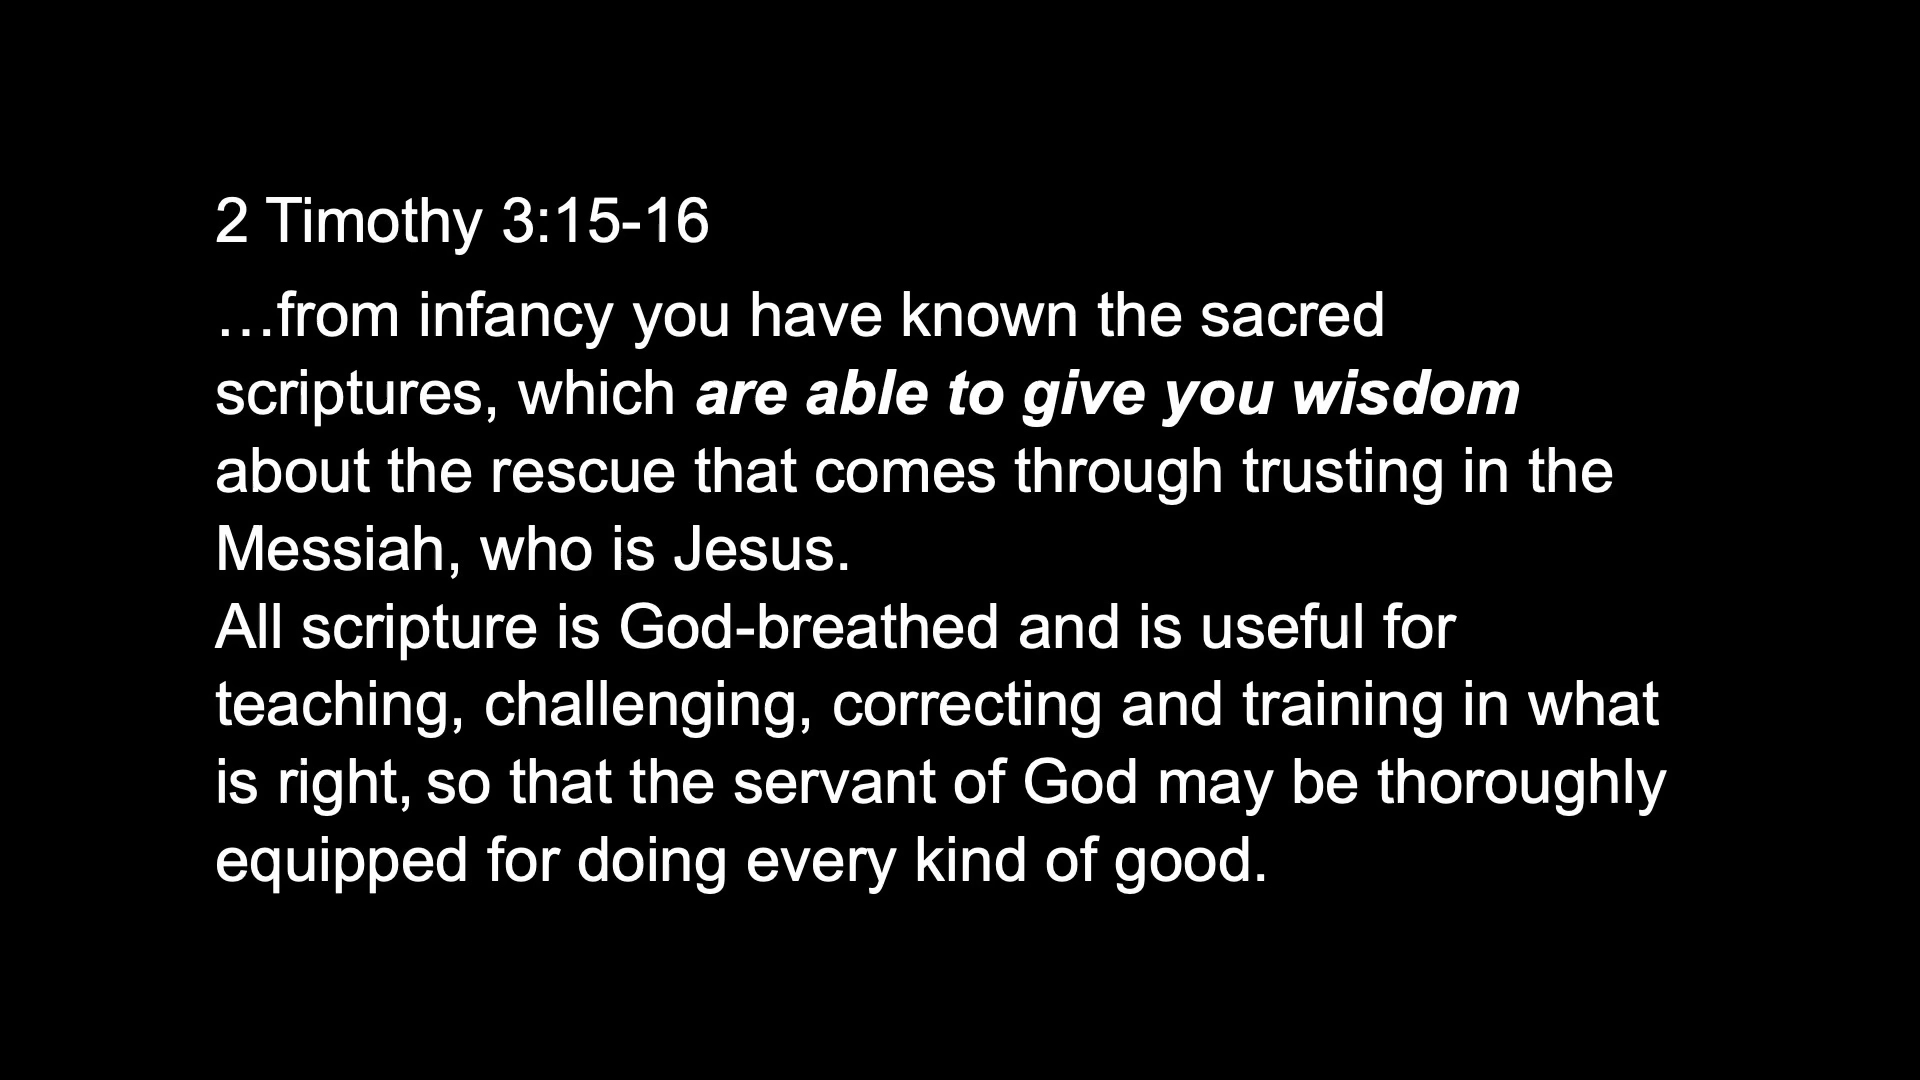 2 Timothy 3:15-16
…from infancy you have known the sacred
scriptures, which are able to give you wisdom
about the rescue that comes through trusting in the
Messiah, who is Jesus.
All scripture is God-breathed and is useful for
teaching, challenging, correcting and training in what
is right, so that the servant of God may be thoroughly
equipped for doing every kind of good.